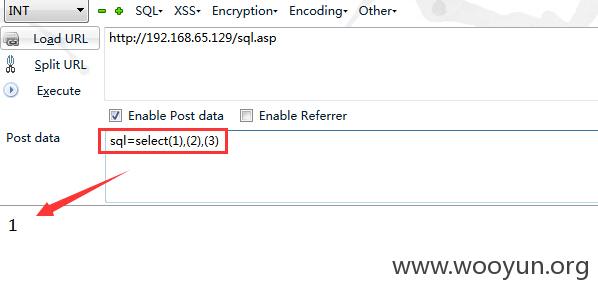 INT SQL▾ XSS▾ Encryption▾ Encoding▾ Other▾
Load URL http://192.168.65.129/sql.asp
Split URL
Execute
Enable Post data Enable Referrer
Post data sql=select(1),(2),(3)
1
www.wooyun.org